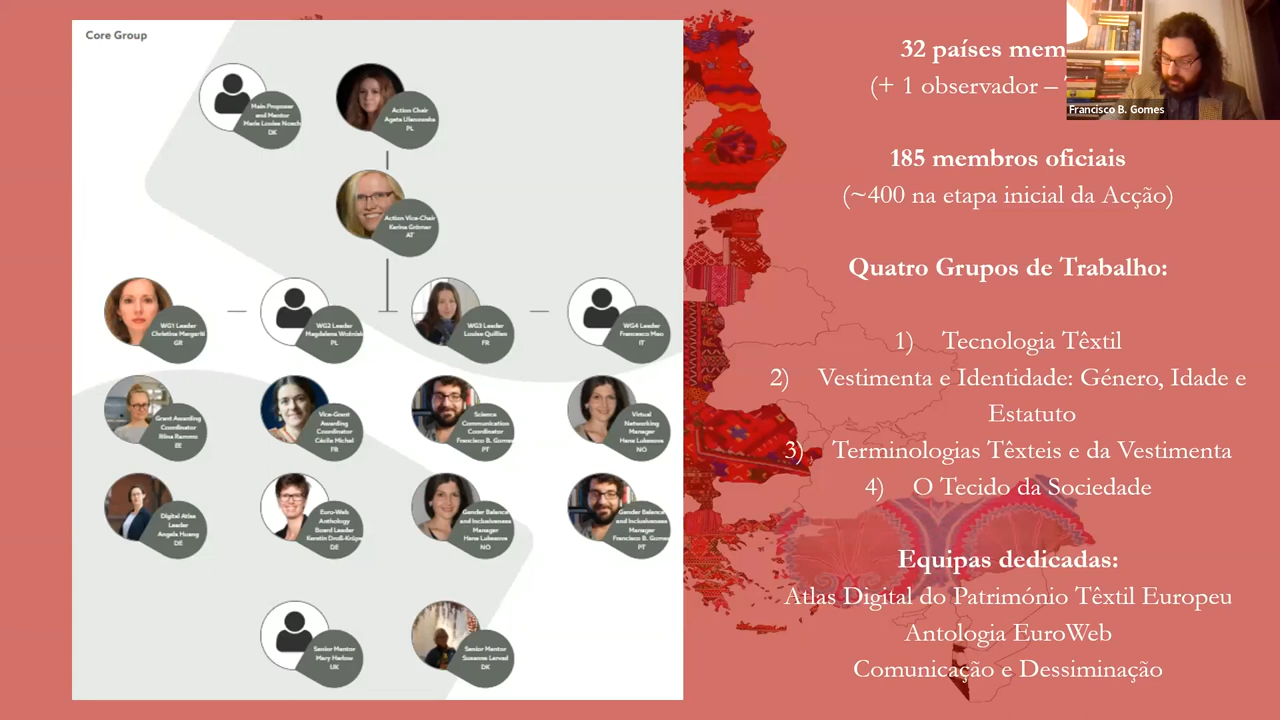 Core Group
Main Proposer
and Mentor
Marie Louise Nosch
DK
Action Chair
Agata Ulanowska
PL
Action Vice-Chair
Karina Grömer
AT
WG1 Leader
Christina Margariti
GR
WG2 Leader
Magdalena Woźniak
PL
WG3 Leader
Louise Quillien
FR
WG4 Leader
Francesco Meo
IT
Grant Awarding
Coordinator
Riina Rammo
EE
Vice-Grant
Awarding
Coordinator
Cécile Michel
FR
Science
Communication
Coordinator
Francisco B. Gomes
PT
Virtual
Networking
Manager
Hana Lukesova
NO
Digital Atlas
Leader
Angela Huang
DE
Euro-Web
Anthology
Board Leader
Kerstin Droß-Krüpe
DE
Gender Balance
and Inclusiveness
Manager
Hana Lukesova
NO
Gender Balance
and Inclusiveness
Manager
Francisco B. Gomes
PT
Senior Mentor
Mary Harlow
UK
Senior Mentor
Susanne Lervad
DK
32 países mem
(+ 1 observador –
Francisco B. Gomes
185 membros oficiais
(~400 na etapa inicial da Acção)
Quatro Grupos de Trabalho:
1) Tecnologia Têxtil
2) Vestimenta e Identidade: Género, Idade e
Estatuto
3) Terminologias Têxteis e da Vestimenta
4) O Tecido da Sociedade
Equipas dedicadas:
Atlas Digital do Património Têxtil Europeu
Antologia EuroWeb
Comunicação e Dessiminação